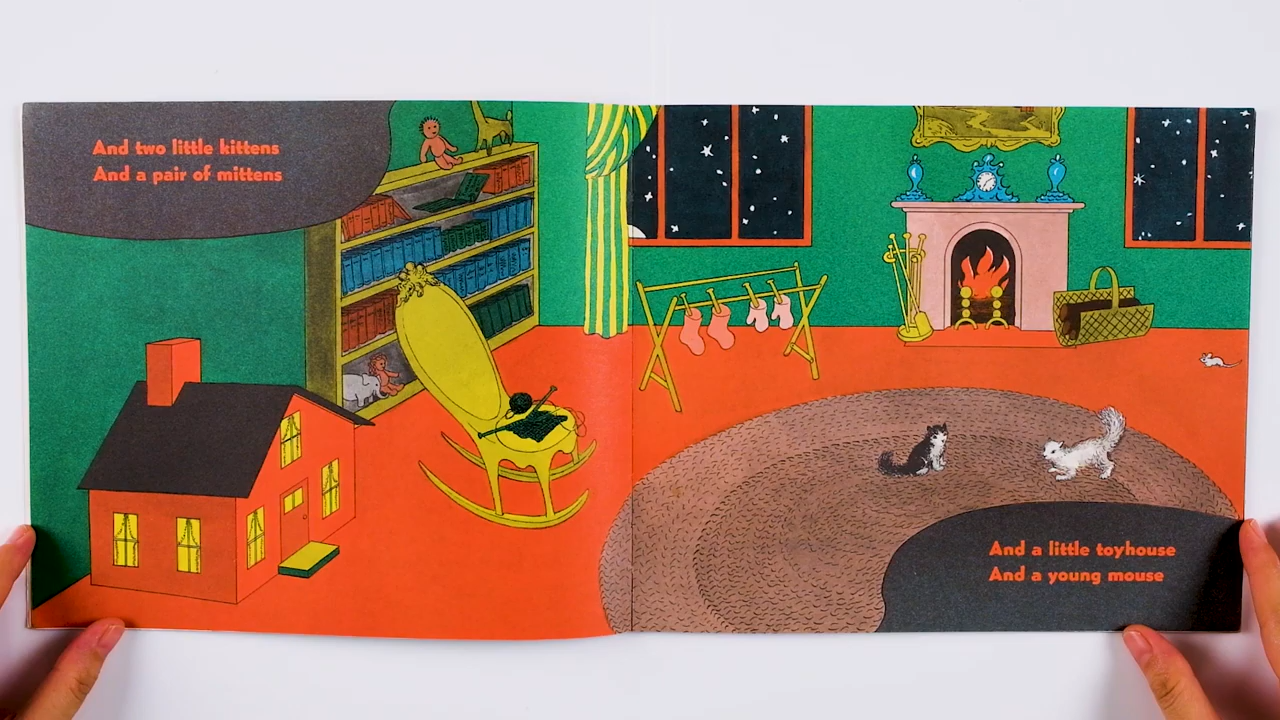 And two little kittens
And a pair of mittens
And a little toyhouse
And a young mouse